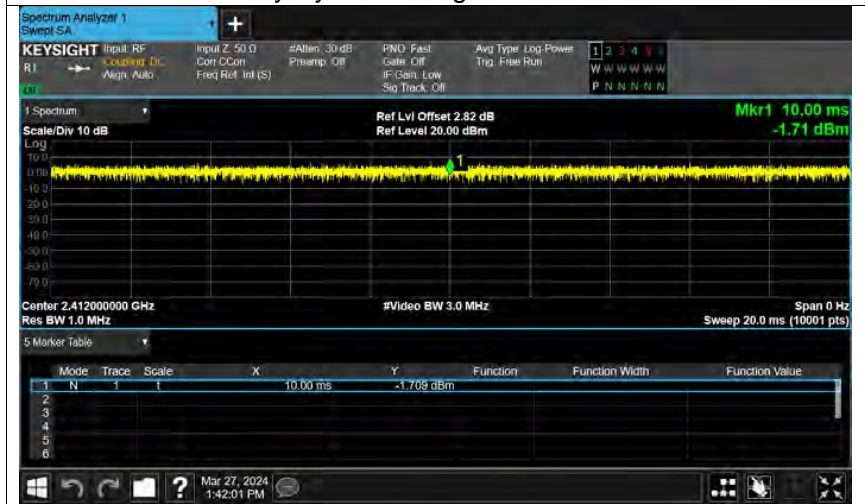 Spectrum Analyzer 1
Swept SA
+
KEYSIGHT Input: RF Input Z: 50 Ω #Atten: 30 dB PNO: Fast Avg Type: Log-Power 1 2 3 4 5 6
R L Coupling: DC Corr CCorr Preamp: Off Gate: Off Trig: Free Run W W W W W W
Align: Auto Freq Ref: Int (S) IF Gain: Low P N N N N N
Sig Track: Off
1 Spectrum Ref Lvl Offset 2.82 dB Mkr1 10.00 ms
Scale/Div 10 dB Ref Level 20.00 dBm -1.71 dBm
Log
10.0
0.00
-10.0
-20.0
-30.0
-40.0
-50.0
-60.0
-70.0
1
Center 2.412000000 GHz #Video BW 3.0 MHz Span 0 Hz
Res BW 1.0 MHz Sweep 20.0 ms (10001 pts)
5 Marker Table
Mode Trace Scale X Y Function Function Width Function Value
1 N 1 t 10.00 ms -1.709 dBm
2
3
4
5
6
? Mar 27, 2024
1:42:01 PM